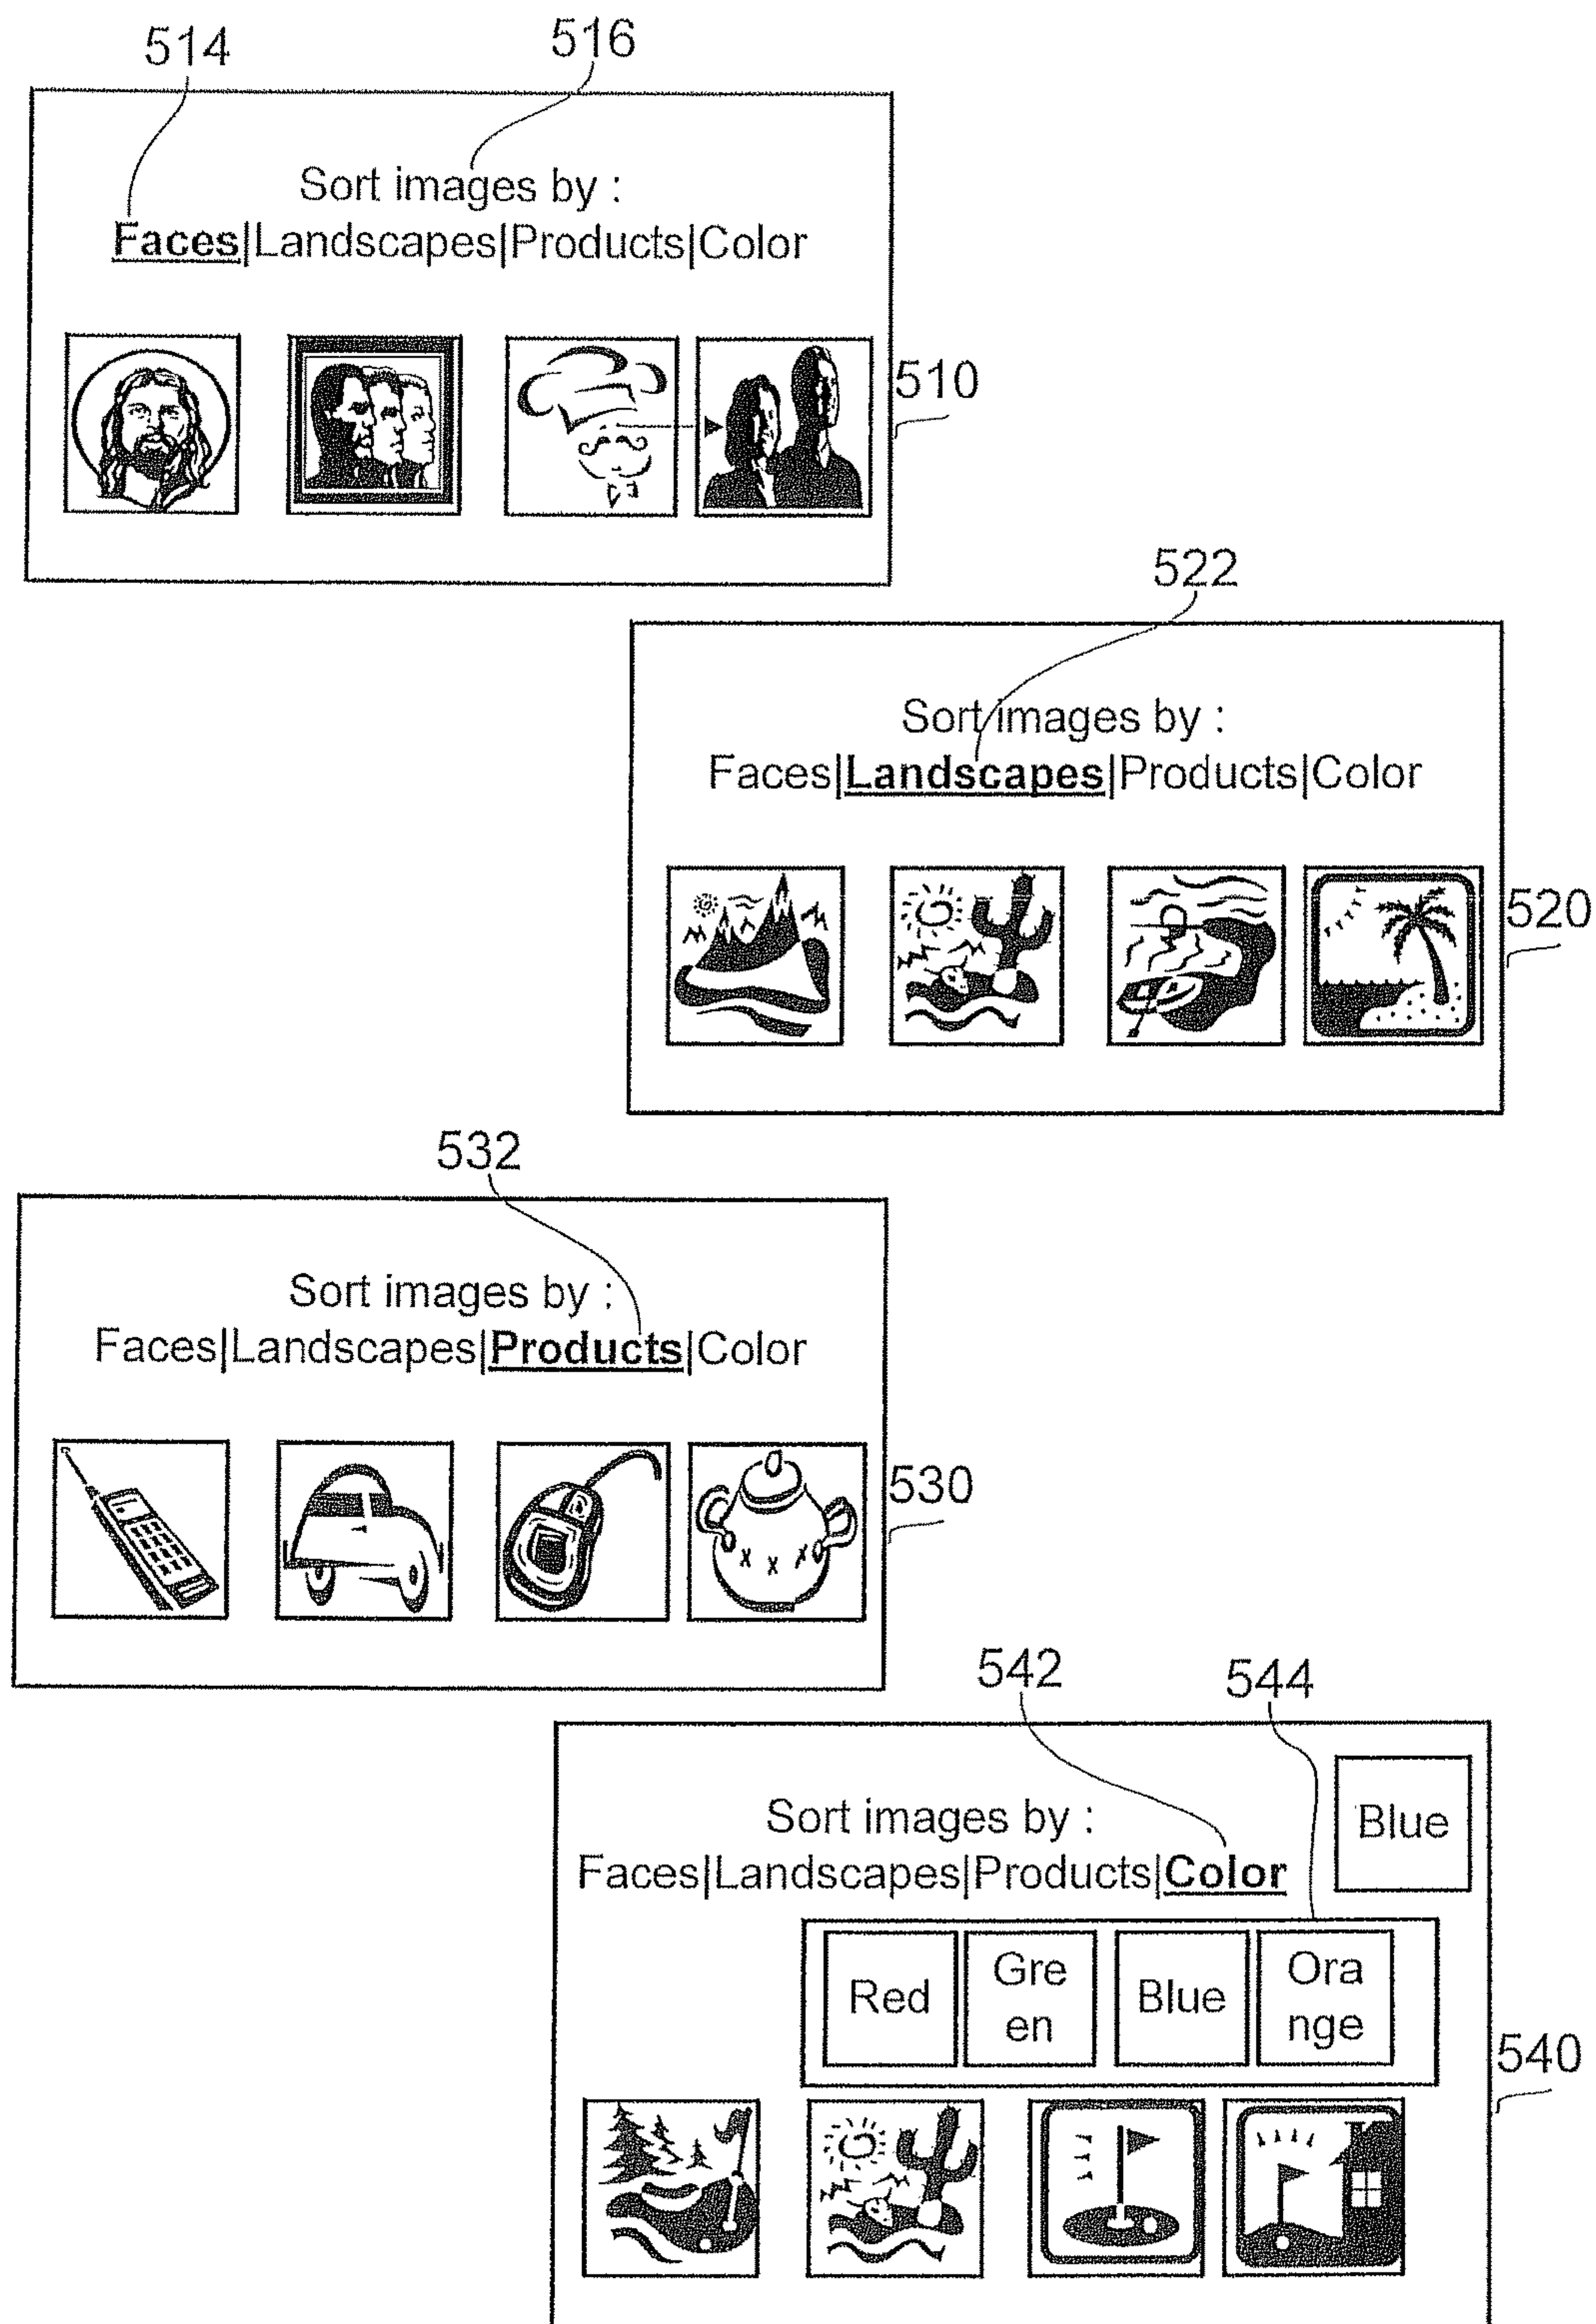 514
516
Sort images by :
Faces|Landscapes|Products|Color
510
522
Sort images by :
Faces|Landscapes|Products|Color
520
532
Sort images by :
Faces|Landscapes|Products|Color
530
542
544
Sort images by :
Blue
Faces|Landscapes|Products|Color
Red
Gre
en
Blue
Ora
nge
540